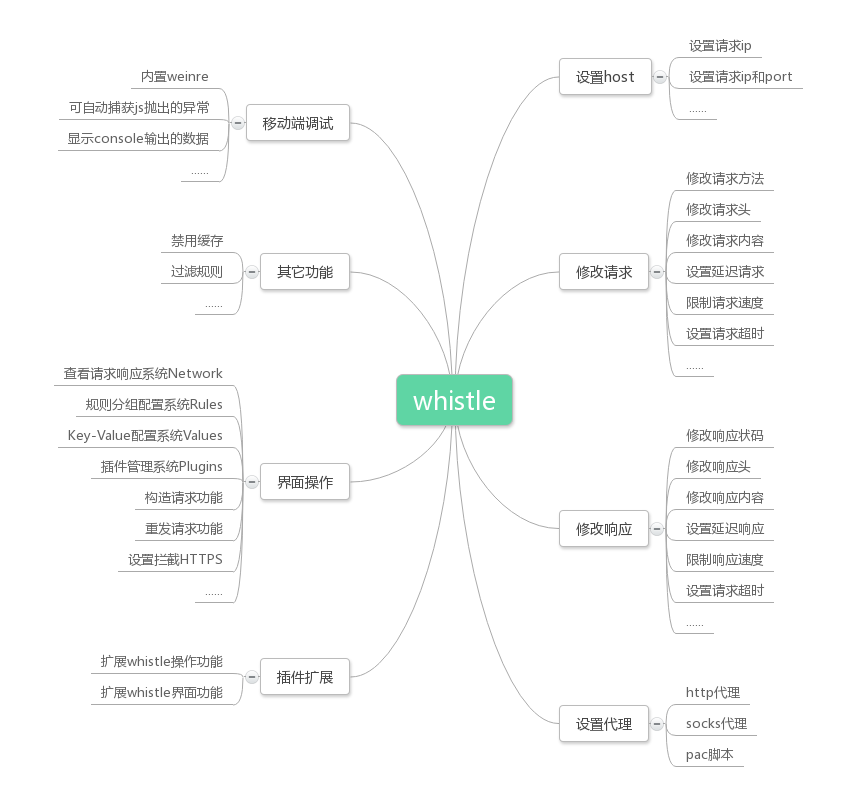 whistle
设置host
设置请求ip
设置请求ip和port
......
修改请求
修改请求方法
修改请求头
修改请求内容
设置延迟请求
限制请求速度
设置请求超时
......
修改响应
修改响应状码
修改响应头
修改响应内容
设置延迟响应
限制响应速度
设置请求超时
......
设置代理
http代理
socks代理
pac脚本
移动端调试
内置weinre
可自动捕获js抛出的异常
显示console输出的数据
......
其它功能
禁用缓存
过滤规则
......
界面操作
查看请求响应系统Network
规则分组配置系统Rules
Key-Value配置系统Values
插件管理系统Plugins
构造请求功能
重发请求功能
设置拦截HTTPS
......
插件扩展
扩展whistle操作功能
扩展whistle界面功能